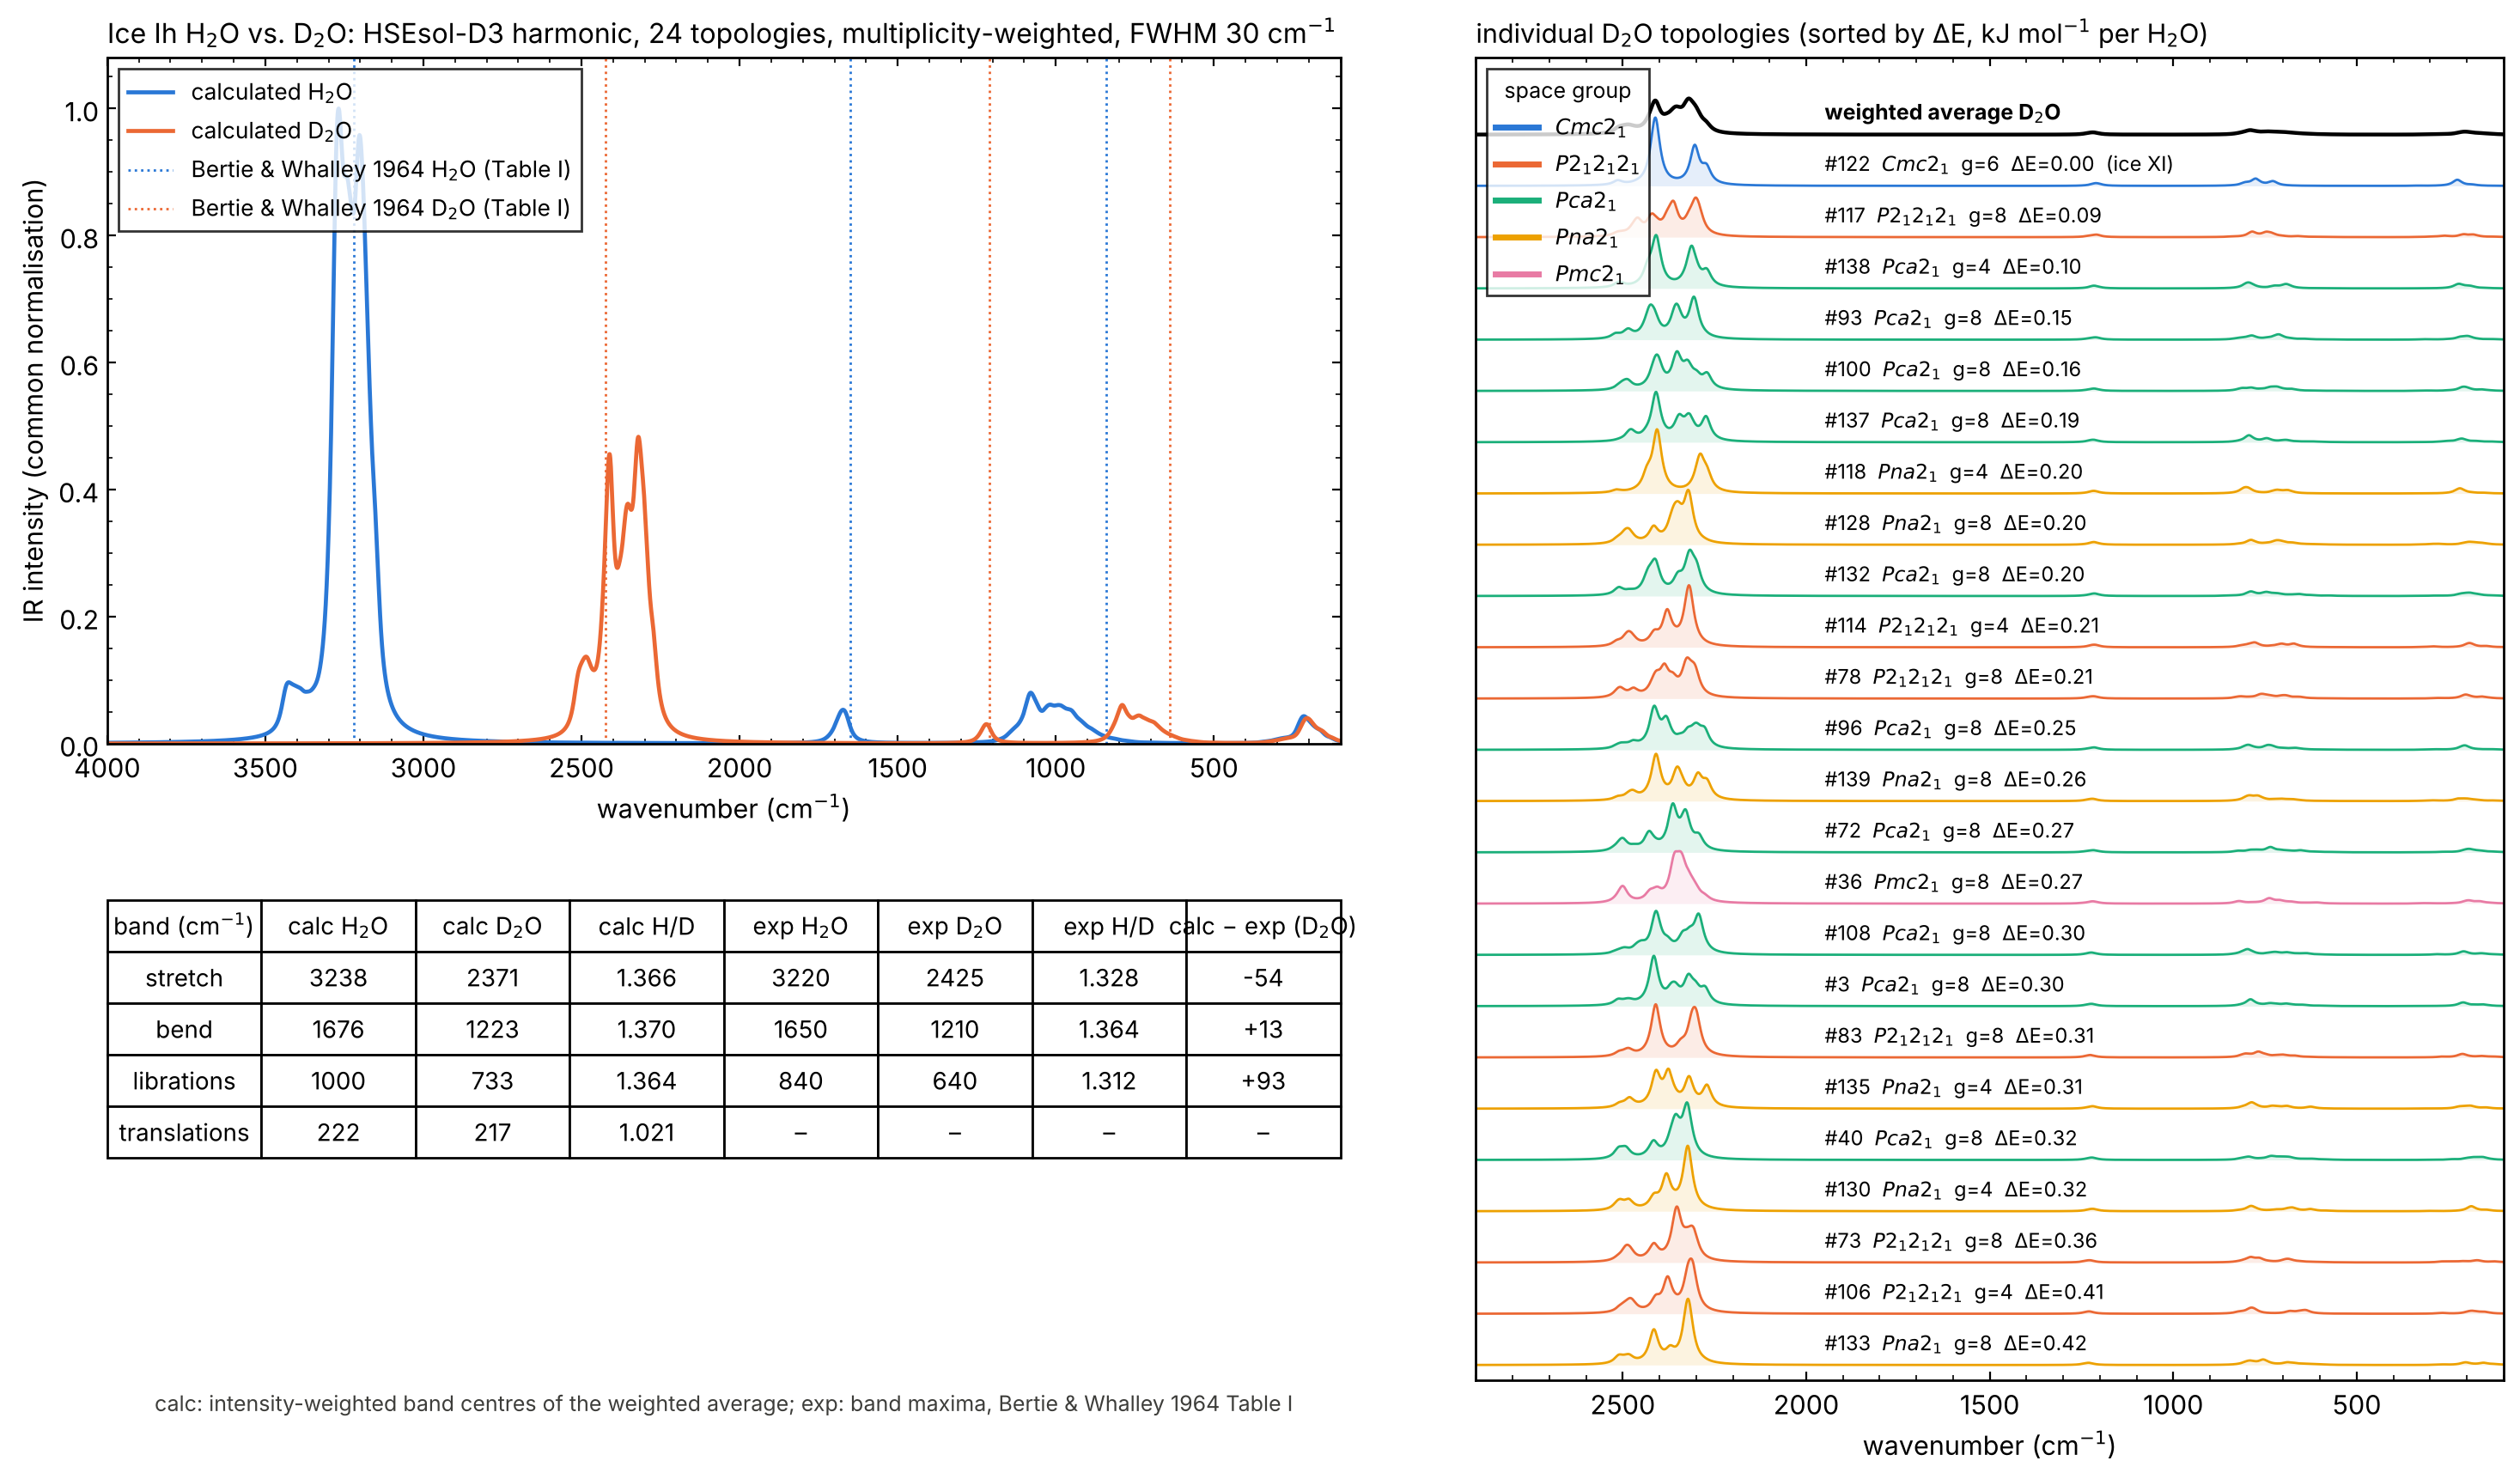 Ice Ih H₂O vs. D₂O: HSEsol-D3 harmonic, 24 topologies, multiplicity-weighted, FWHM 30 cm⁻¹
calculated H₂O
calculated D₂O
Bertie & Whalley 1964 H₂O (Table I)
Bertie & Whalley 1964 D₂O (Table I)
IR intensity (common normalisation)
1.0
0.8
0.6
0.4
0.2
0.0
4000 3500 3000 2500 2000 1500 1000 500
wavenumber (cm⁻¹)
band (cm⁻¹) calc H₂O calc D₂O calc H/D exp H₂O exp D₂O exp H/D calc − exp (D₂O)
stretch 3238 2371 1.366 3220 2425 1.328 -54
bend 1676 1223 1.370 1650 1210 1.364 +13
librations 1000 733 1.364 840 640 1.312 +93
translations 222 217 1.021 – – – –
calc: intensity-weighted band centres of the weighted average; exp: band maxima, Bertie & Whalley 1964 Table I
individual D₂O topologies (sorted by ΔE, kJ mol⁻¹ per H₂O)
space group
Cmc2₁
P2₁2₁2₁
Pca2₁
Pna2₁
Pmc2₁
weighted average D₂O
#122 Cmc2₁ g=6 ΔE=0.00 (ice XI)
#117 P2₁2₁2₁ g=8 ΔE=0.09
#138 Pca2₁ g=4 ΔE=0.10
#93 Pca2₁ g=8 ΔE=0.15
#100 Pca2₁ g=8 ΔE=0.16
#137 Pca2₁ g=8 ΔE=0.19
#118 Pna2₁ g=4 ΔE=0.20
#128 Pna2₁ g=8 ΔE=0.20
#132 Pca2₁ g=8 ΔE=0.20
#114 P2₁2₁2₁ g=4 ΔE=0.21
#78 P2₁2₁2₁ g=8 ΔE=0.21
#96 Pca2₁ g=8 ΔE=0.25
#139 Pna2₁ g=8 ΔE=0.26
#72 Pca2₁ g=8 ΔE=0.27
#36 Pmc2₁ g=8 ΔE=0.27
#108 Pca2₁ g=8 ΔE=0.30
#3 Pca2₁ g=8 ΔE=0.30
#83 P2₁2₁2₁ g=8 ΔE=0.31
#135 Pna2₁ g=4 ΔE=0.31
#40 Pca2₁ g=8 ΔE=0.32
#130 Pna2₁ g=4 ΔE=0.32
#73 P2₁2₁2₁ g=8 ΔE=0.36
#106 P2₁2₁2₁ g=4 ΔE=0.41
#133 Pna2₁ g=8 ΔE=0.42
2500 2000 1500 1000 500
wavenumber (cm⁻¹)